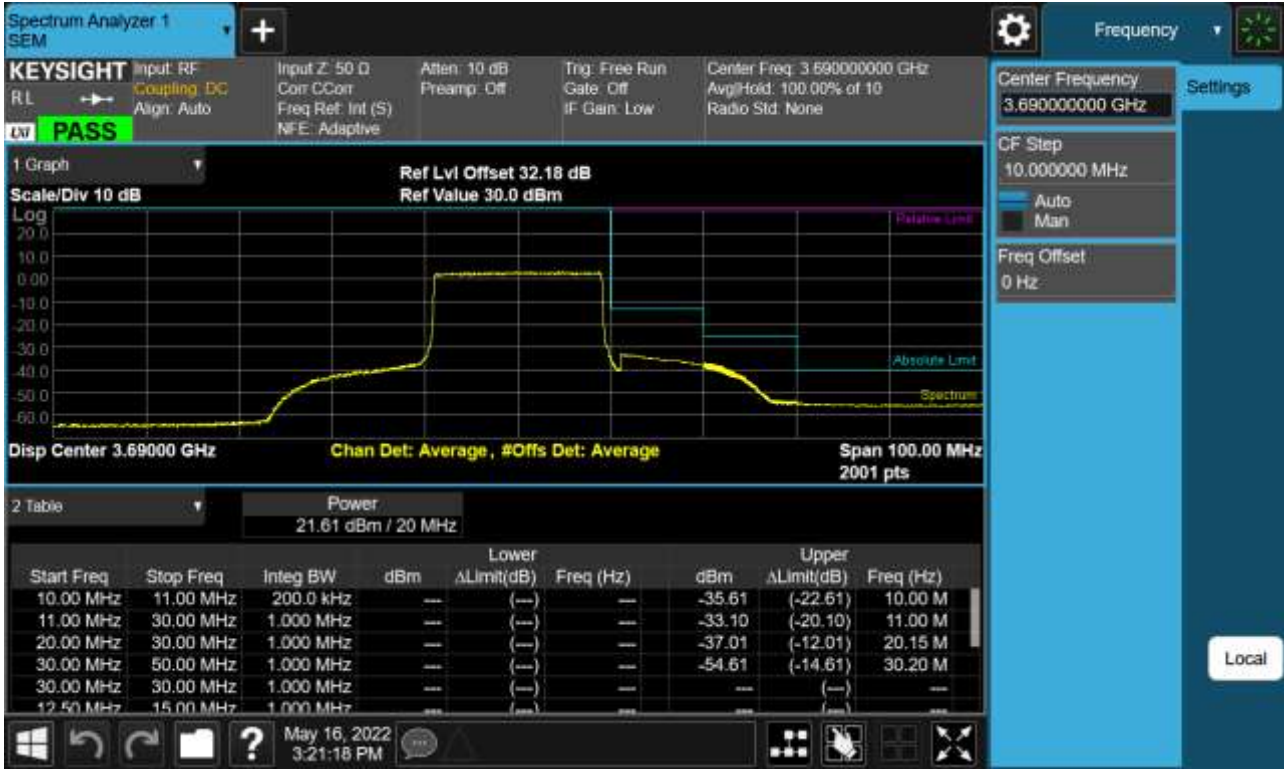 Spectrum Analyzer 1
SEM
Frequency
KEYSIGHT
RL
Input: RF
Coupling: DC
Align: Auto
Input Z: 50 Ω
Corr CCorr
Freq Ref: Int (S)
NFE: Adaptive
Atten: 10 dB
Preamp: Off
Trig: Free Run
Gate: Off
IF Gain: Low
Center Freq: 3.690000000 GHz
Avg|Hold: 100.00% of 10
Radio Std: None
LXI PASS
Center Frequency
3.690000000 GHz
Settings
CF Step
10.000000 MHz
Auto
Man
Freq Offset
0 Hz
1 Graph
Scale/Div 10 dB
Ref Lvl Offset 32.18 dB
Ref Value 30.0 dBm
Log
20.0
10.0
0.00
-10.0
-20.0
-30.0
-40.0
-50.0
-60.0
Relative Limit
Absolute Limit
Spectrum
Disp Center 3.69000 GHz
Chan Det: Average, #Offs Det: Average
Span 100.00 MHz
2001 pts
2 Table
Power
21.61 dBm / 20 MHz
Lower Upper
Start Freq Stop Freq Integ BW dBm ΔLimit(dB) Freq (Hz) dBm ΔLimit(dB) Freq (Hz)
10.00 MHz 11.00 MHz 200.0 kHz --- (---) --- -35.61 (-22.61) 10.00 M
11.00 MHz 30.00 MHz 1.000 MHz --- (---) --- -33.10 (-20.10) 11.00 M
20.00 MHz 30.00 MHz 1.000 MHz --- (---) --- -37.01 (-12.01) 20.15 M
30.00 MHz 50.00 MHz 1.000 MHz --- (---) --- -54.61 (-14.61) 30.20 M
30.00 MHz 30.00 MHz 1.000 MHz --- (---) --- --- (---) ---
12.50 MHz 15.00 MHz 1.000 MHz --- (---) --- --- (---) ---
Local
May 16, 2022
3:21:18 PM